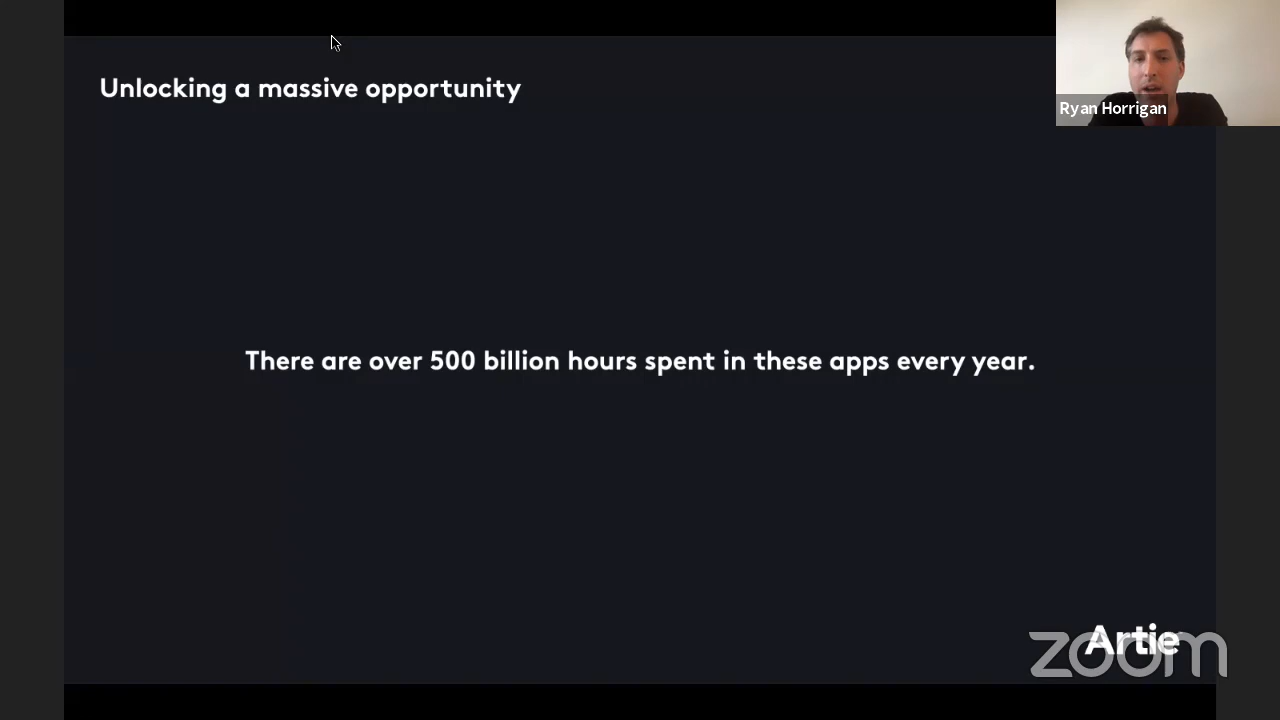 Unlocking a massive opportunity
Ryan Horrigan
There are over 500 billion hours spent in these apps every year.
Artie
zoom